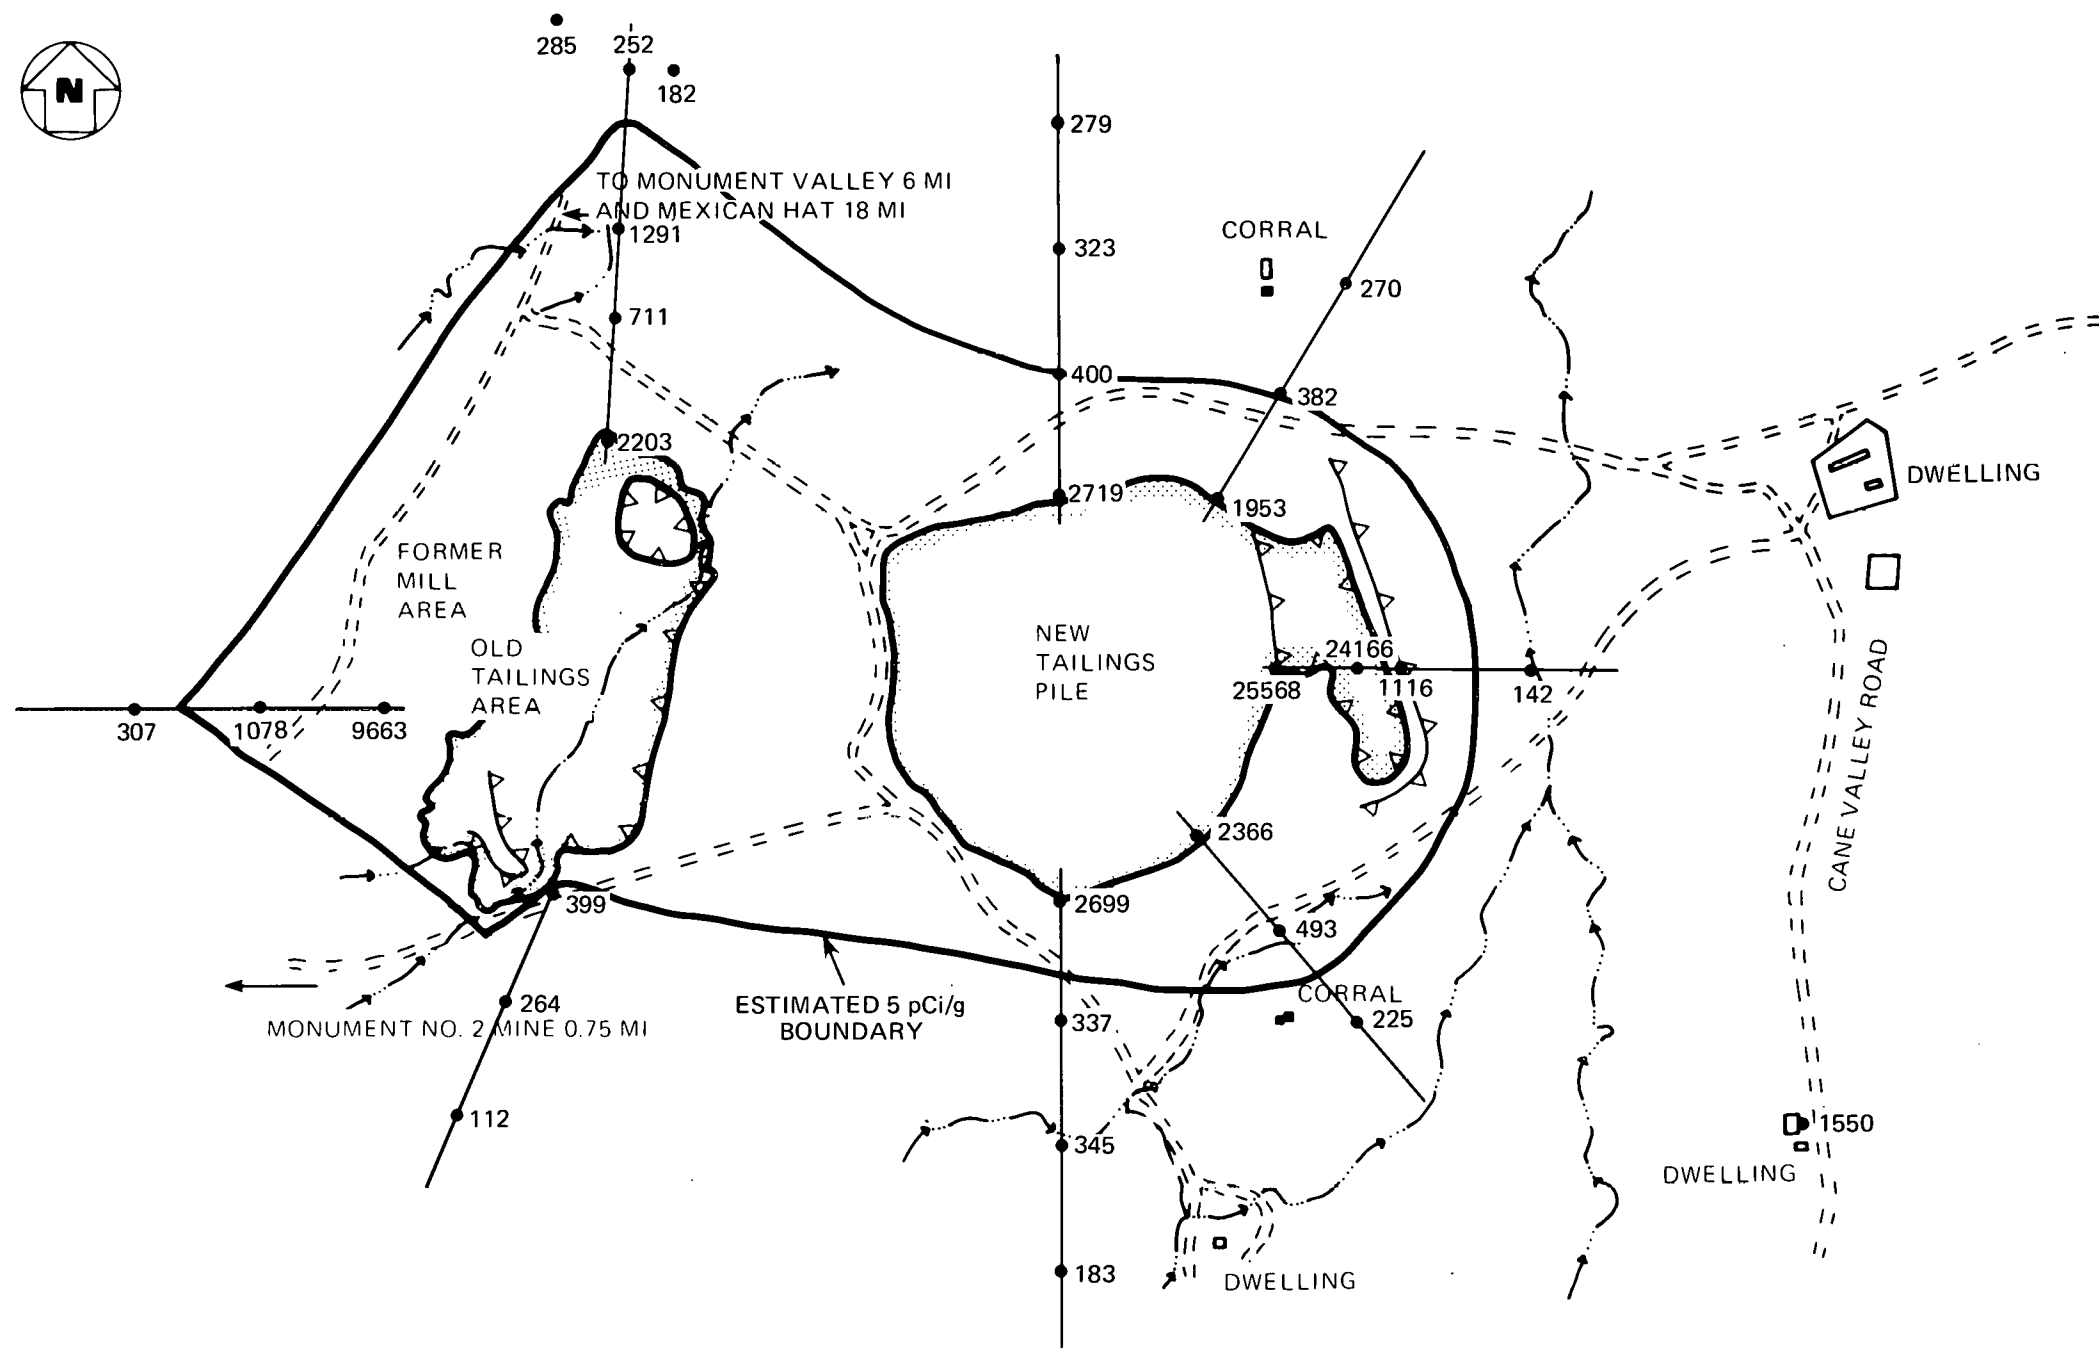 285
252
182
N
279
TO MONUMENT VALLEY 6 MI
AND MEXICAN HAT 18 MI
1291
323
CORRAL
270
711
400
382
2203
DWELLING
2719
1953
FORMER
MILL
AREA
OLD
TAILINGS
AREA
NEW
TAILINGS
PILE
24166
25568
1116
142
307
1078
9663
CANE VALLEY ROAD
2366
399
2699
493
264
ESTIMATED 5 pCi/g
BOUNDARY
CORRAL
MONUMENT NO. 2 MINE 0.75 MI
337
225
112
345
1550
DWELLING
183
DWELLING